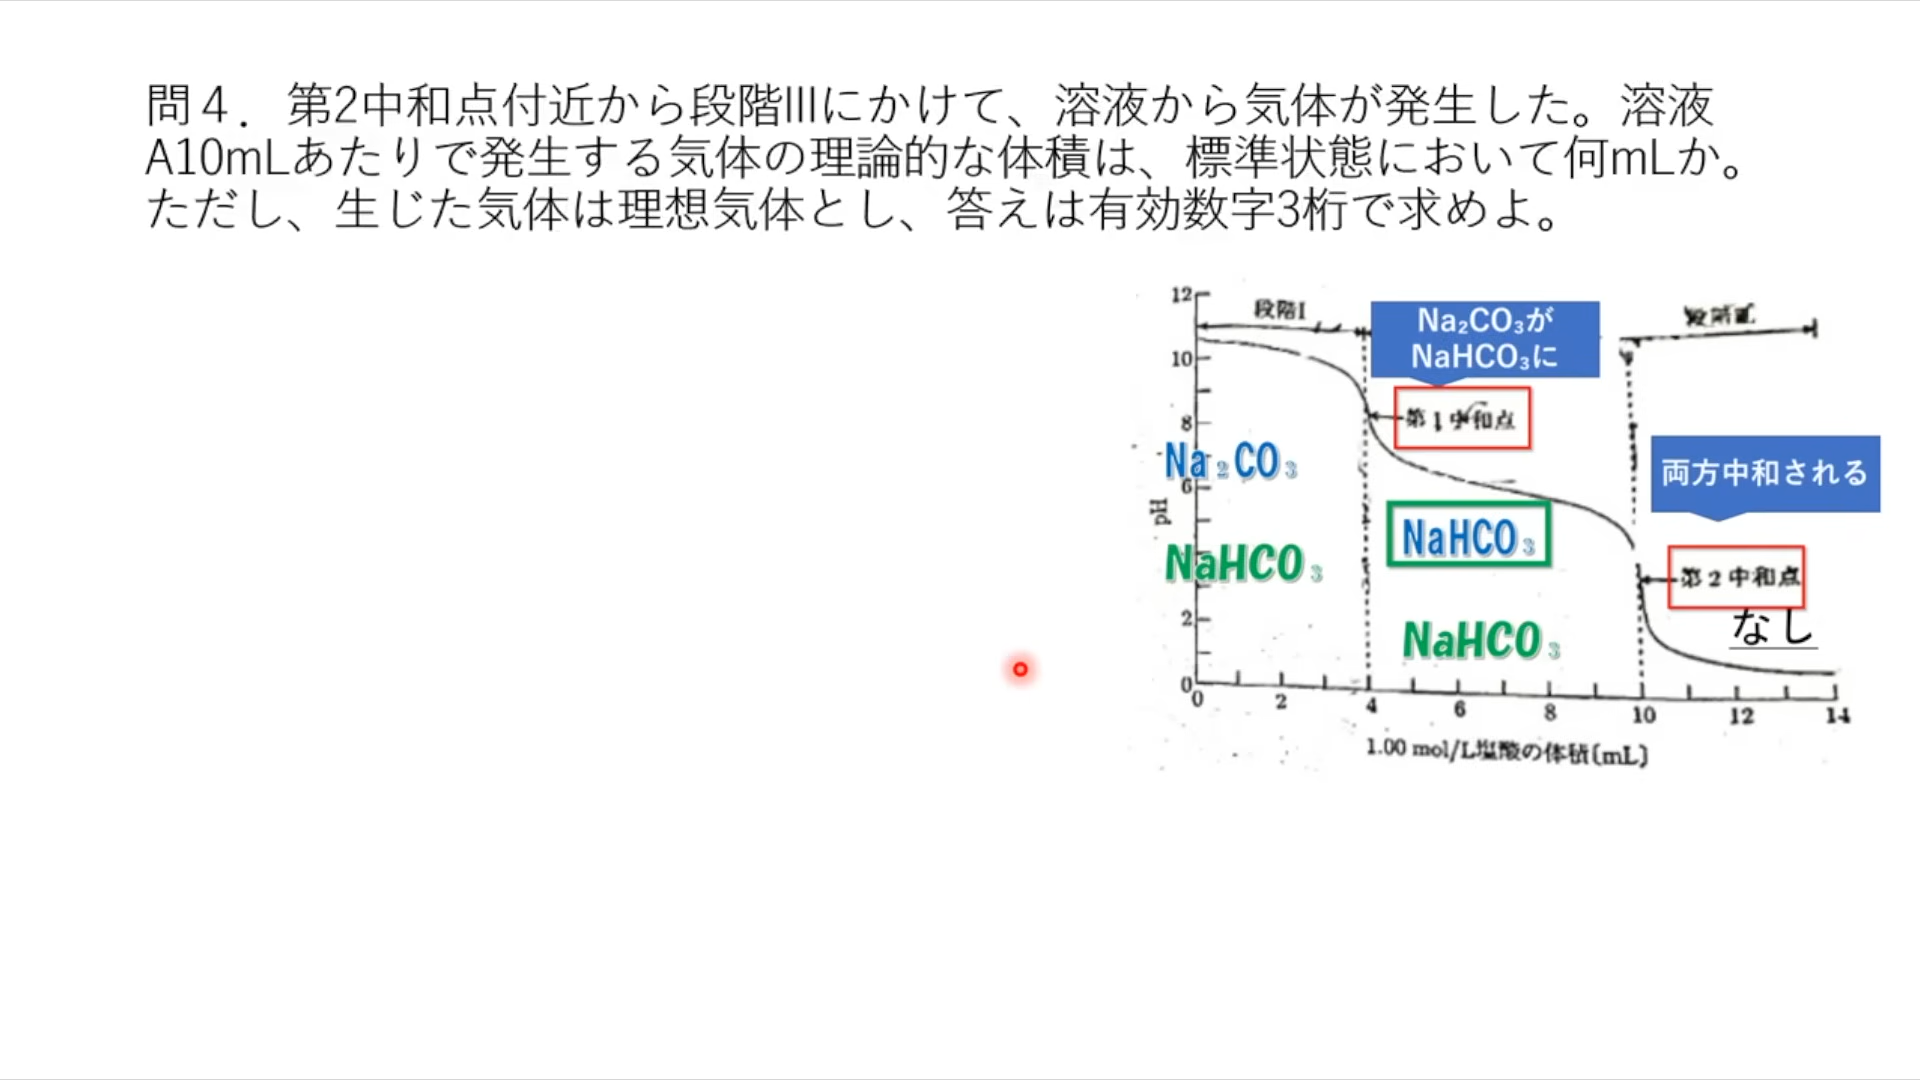 問４．第2中和点付近から段階IIIにかけて、溶液から気体が発生した。溶液
A10mLあたりで発生する気体の理論的な体積は、標準状態において何mLか。
ただし、生じた気体は理想気体とし、答えは有効数字3桁で求めよ。
12
段階I
Na₂CO₃が
NaHCO₃に
段階III
10
第1中和点
8
Na₂CO₃
両方中和される
6
pH
NaHCO₃
NaHCO₃
第2中和点
なし
2
NaHCO₃
0
0 2 4 6 8 10 12 14
1.00 mol/L塩酸の体積〔mL〕